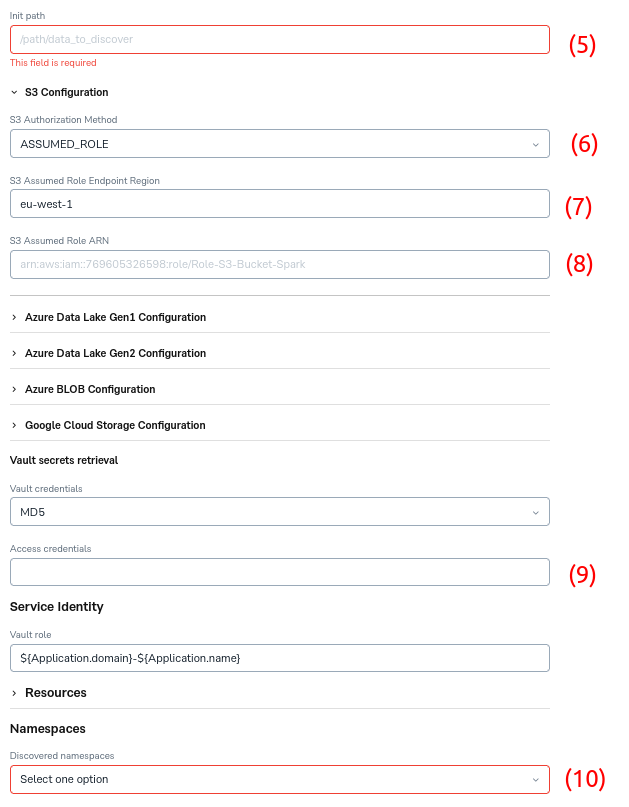 Init path
/path/data_to_discover
(5)
This field is required
S3 Configuration
S3 Authorization Method
ASSUMED_ROLE
(6)
S3 Assumed Role Endpoint Region
eu-west-1
(7)
S3 Assumed Role ARN
arn:aws:iam::769605326598:role/Role-S3-Bucket-Spark
(8)
Azure Data Lake Gen1 Configuration
Azure Data Lake Gen2 Configuration
Azure BLOB Configuration
Google Cloud Storage Configuration
Vault secrets retrieval
Vault credentials
MD5
Access credentials
(9)
Service Identity
Vault role
${Application.domain}-${Application.name}
Resources
Namespaces
Discovered namespaces
Select one option
(10)